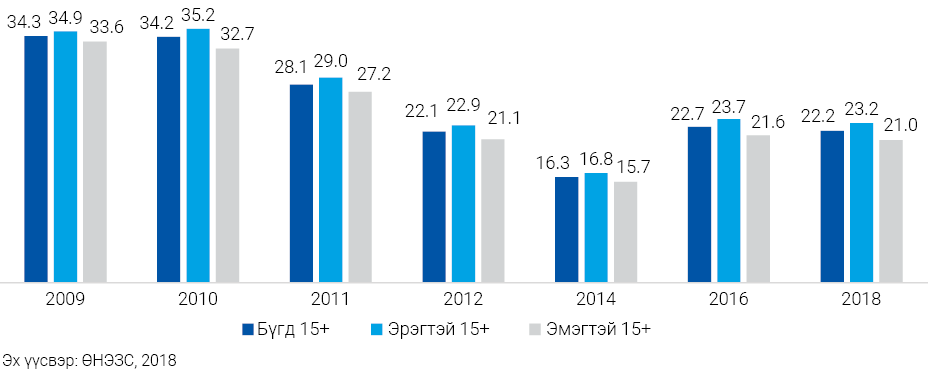 34.3 34.9 33.6 34.2 35.2 32.7 28.1 29.0 27.2 22.1 22.9 21.1 16.3 16.8 15.7 22.7 23.7 21.6 22.2 23.2 21.0
2009 2010 2011 2012 2014 2016 2018
Бүгд 15+ Эрэгтэй 15+ Эмэгтэй 15+
Эх үүсвэр: ӨНЭЗС, 2018